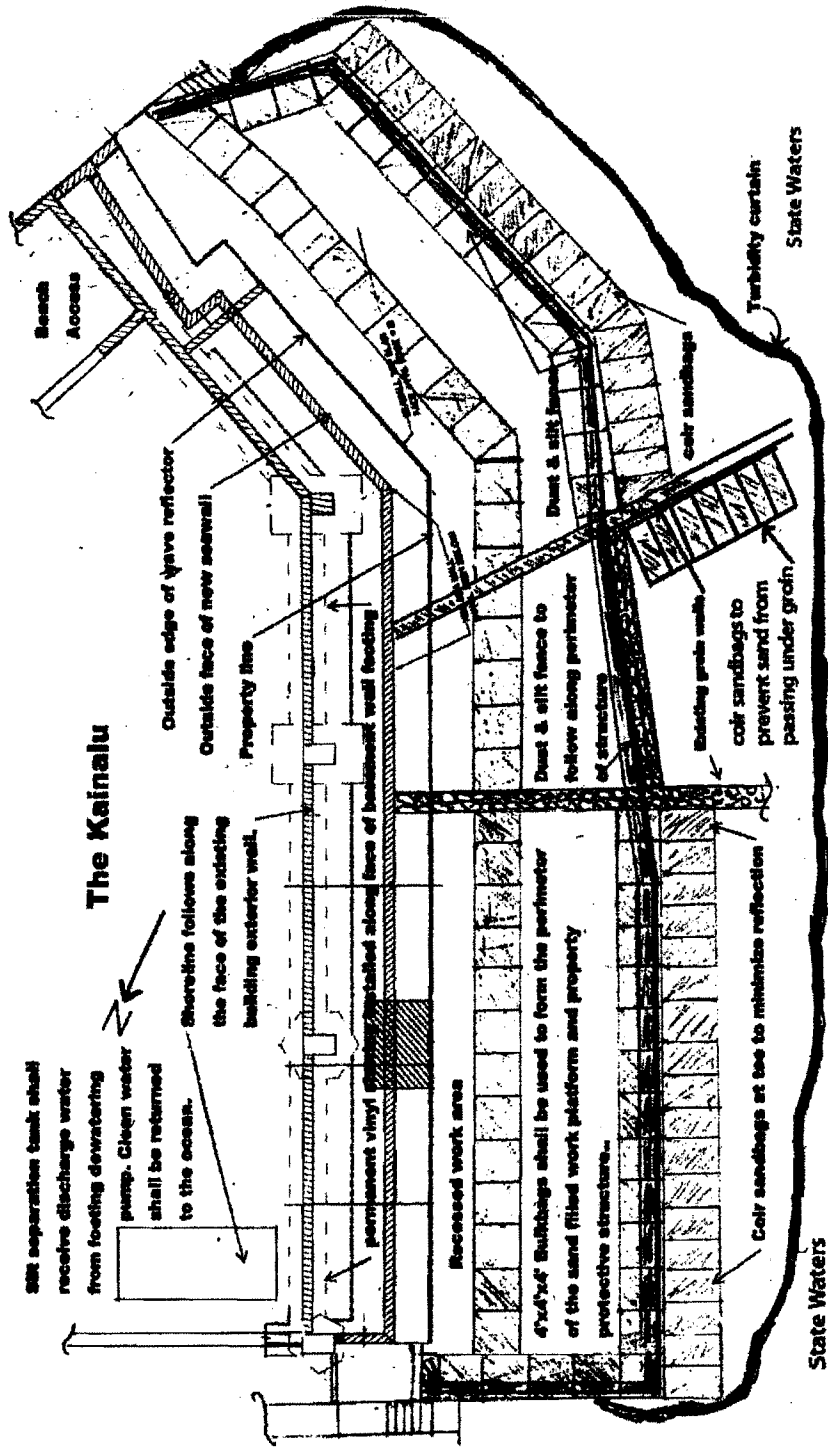 The Kainalu
Silt separation tank shall
receive discharge water
from footing dewatering
pump. Clean water
shall be returned
to the ocean.
N
Shoreline follows along
the face of the existing
building exterior wall.
Outside edge of wave reflector
Outside face of new seawall
Property line
Beach
Access
permanent vinyl installed along face of basement wall footing
Recessed work area
4'x4'x4' Bulkbags shall be used to form the perimeter
of the sand filled work platform and property
protective structure..
Dust & silt fence to
follow along perimeter
of structure
Dust & silt fence
coir sandbags
Existing groin walls
coir sandbags to
prevent sand from
passing under groin
Coir sandbags at toe to minimize reflection
Turbidity curtain
State Waters
State Waters